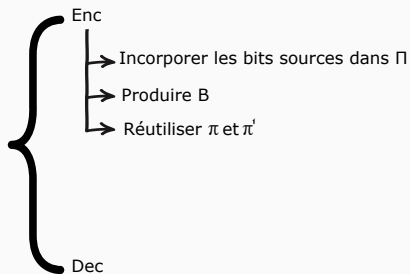 Enc
Incorporer les bits sources dans Π
Produire B
Réutiliser π et π'
Dec